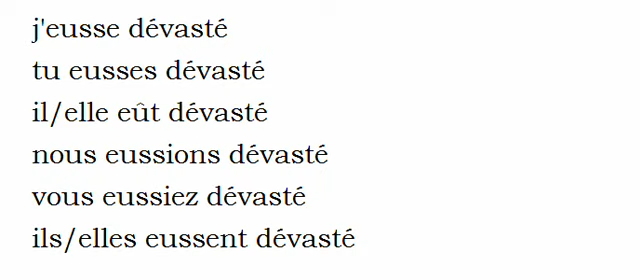 j'eusse dévasté
tu eusses dévasté
il/elle eût dévasté
nous eussions dévasté
vous eussiez dévasté
ils/elles eussent dévasté